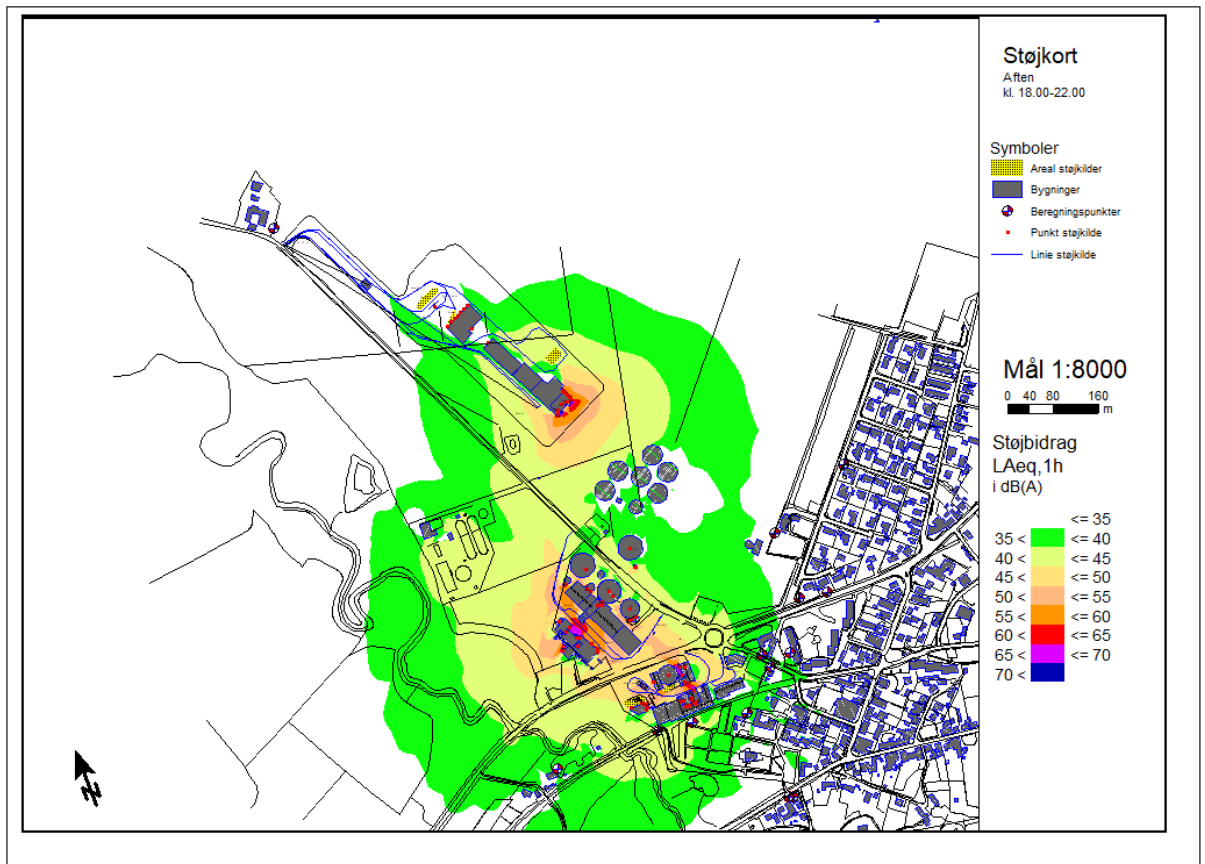 Støjkort
Aften
kl. 18.00-22.00
Symboler
Areal støjkilder
Bygninger
Beregningspunkter
Punkt støjkilde
Linie støjkilde
Mål 1:8000
0 40 80 160
m
Støjbidrag
LAeq,1h
i dB(A)
<= 35
35 < <= 40
40 < <= 45
45 < <= 50
50 < <= 55
55 < <= 60
60 < <= 65
65 < <= 70
70 <
N